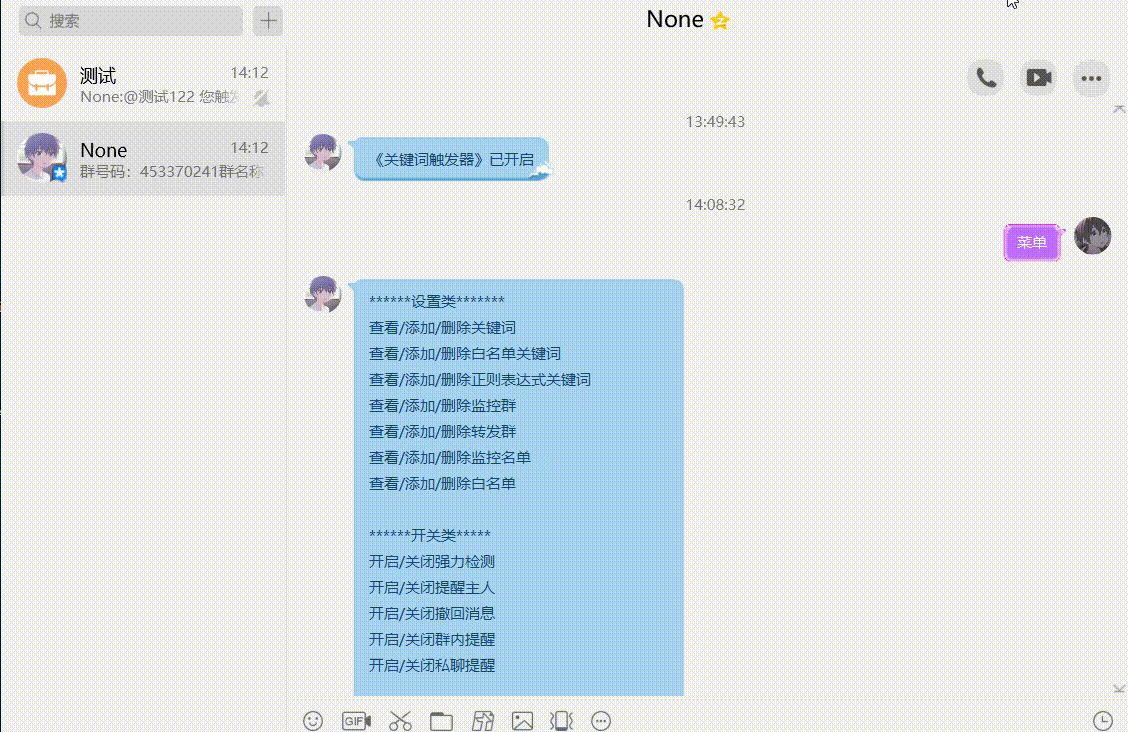 搜索
测试
14:12
None:@测试122 您触发
None
14:12
群号码：453370241群名称
None
13:49:43
《关键词触发器》已开启
14:08:32
菜单
******设置类*******
查看/添加/删除关键词
查看/添加/删除白名单关键词
查看/添加/删除正则表达式关键词
查看/添加/删除监控群
查看/添加/删除转发群
查看/添加/删除监控名单
查看/添加/删除白名单
******开关类*****
开启/关闭强力检测
开启/关闭提醒主人
开启/关闭撤回消息
开启/关闭群内提醒
开启/关闭私聊提醒
GIF